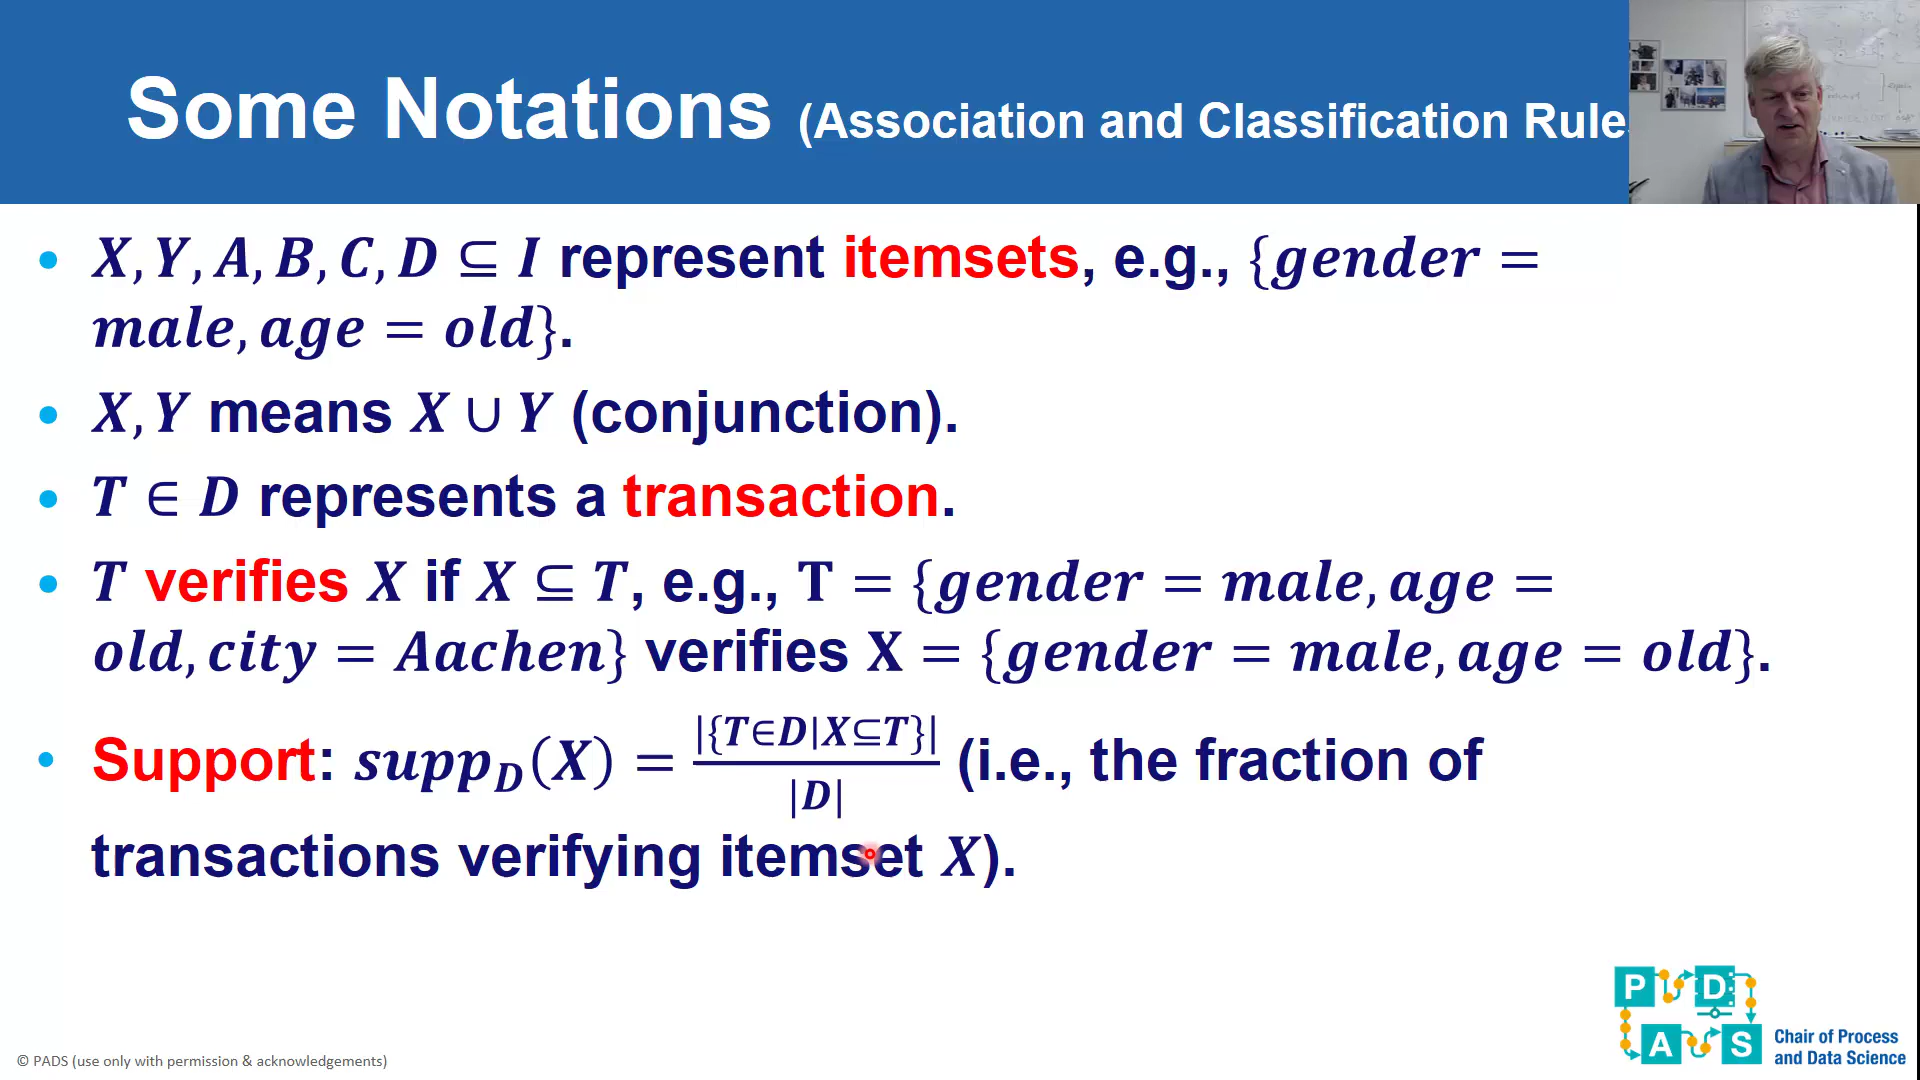 Some Notations (Association and Classification Rule
X, Y, A, B, C, D ⊆ I represent itemsets, e.g., {gender =
male, age = old}.
X, Y means X ∪ Y (conjunction).
T ∈ D represents a transaction.
T verifies X if X ⊆ T, e.g., T = {gender = male, age =
old, city = Aachen} verifies X = {gender = male, age = old}.
Support: supp_D(X) = |{T∈D|X⊆T}| / |D| (i.e., the fraction of
transactions verifying itemset X).
P D
A S
Chair of Process
and Data Science
© PADS (use only with permission & acknowledgements)